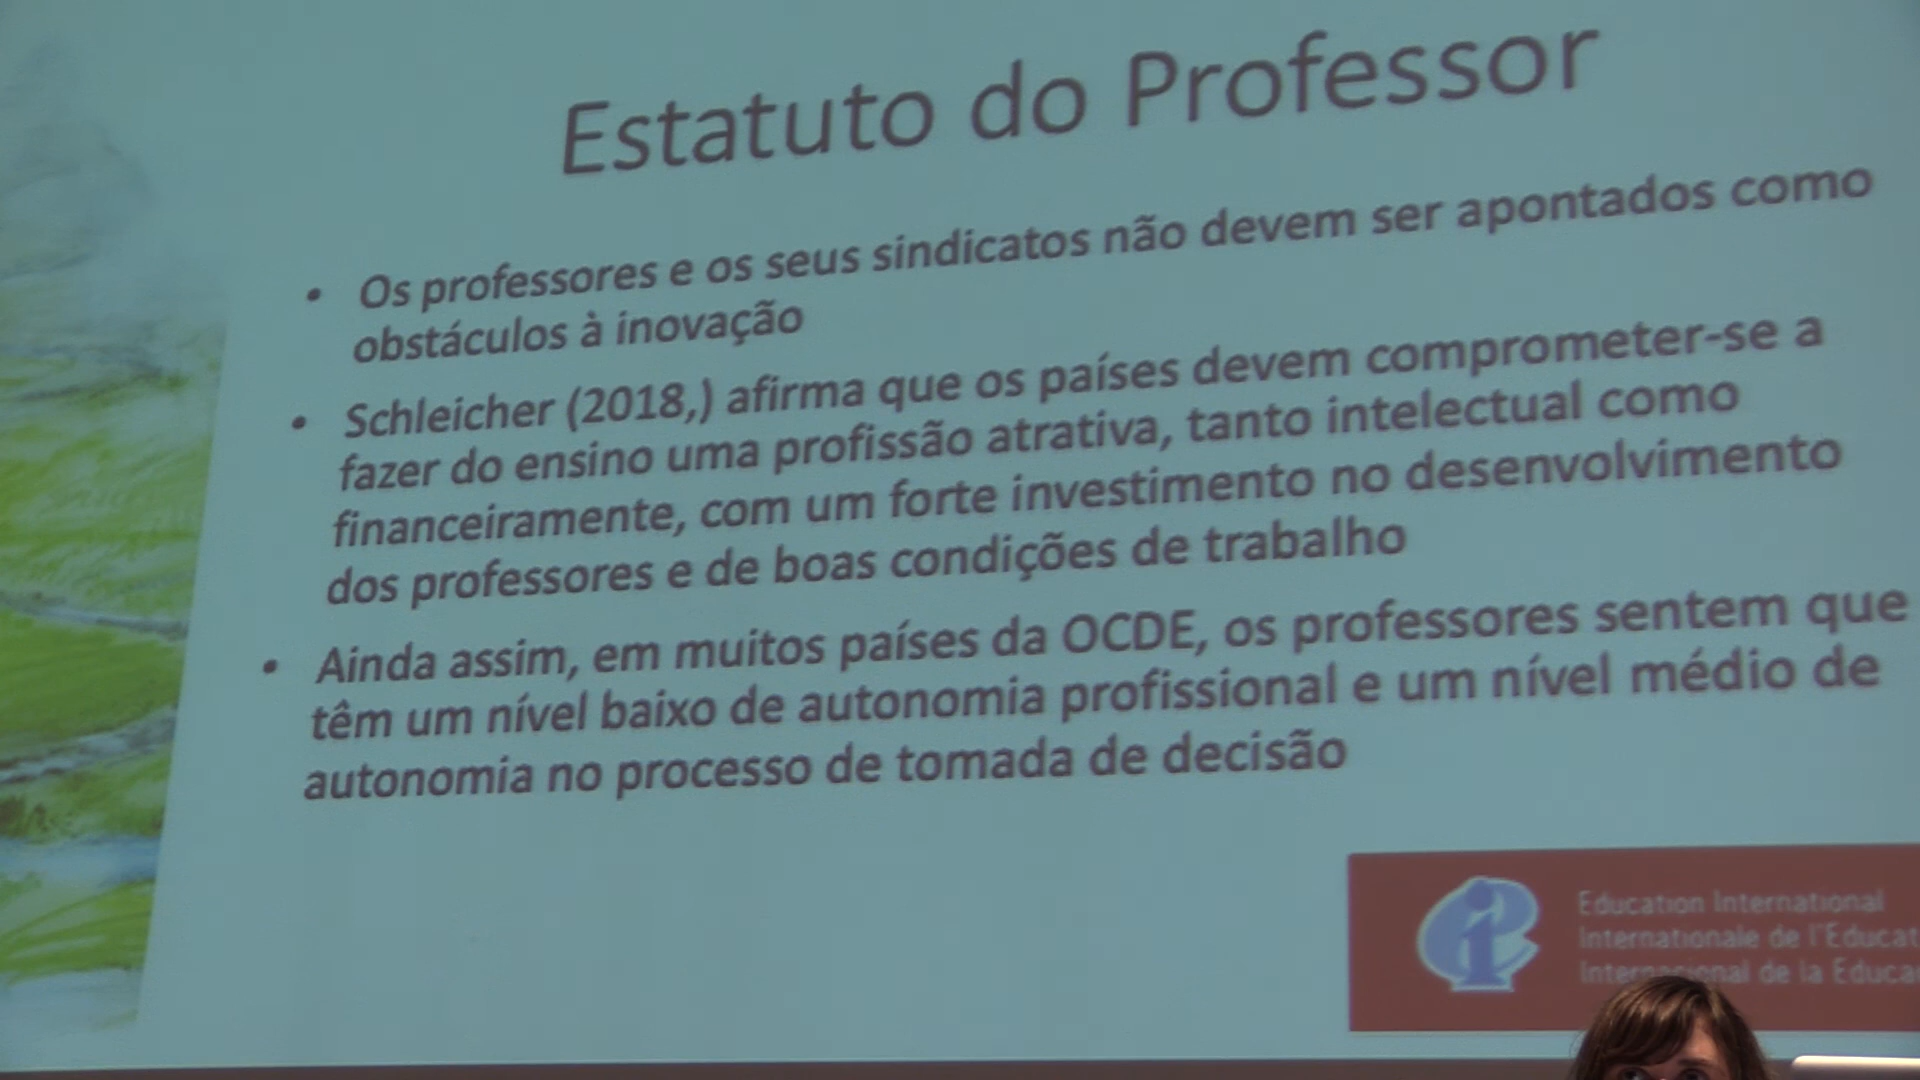 Estatuto do Professor
• Os professores e os seus sindicatos não devem ser apontados como
obstáculos à inovação
• Schleicher (2018,) afirma que os países devem comprometer-se a
fazer do ensino uma profissão atrativa, tanto intelectual como
financeiramente, com um forte investimento no desenvolvimento
dos professores e de boas condições de trabalho
• Ainda assim, em muitos países da OCDE, os professores sentem que
têm um nível baixo de autonomia profissional e um nível médio de
autonomia no processo de tomada de decisão
ei
Education International
Internationale de l'Educat
de la Educa